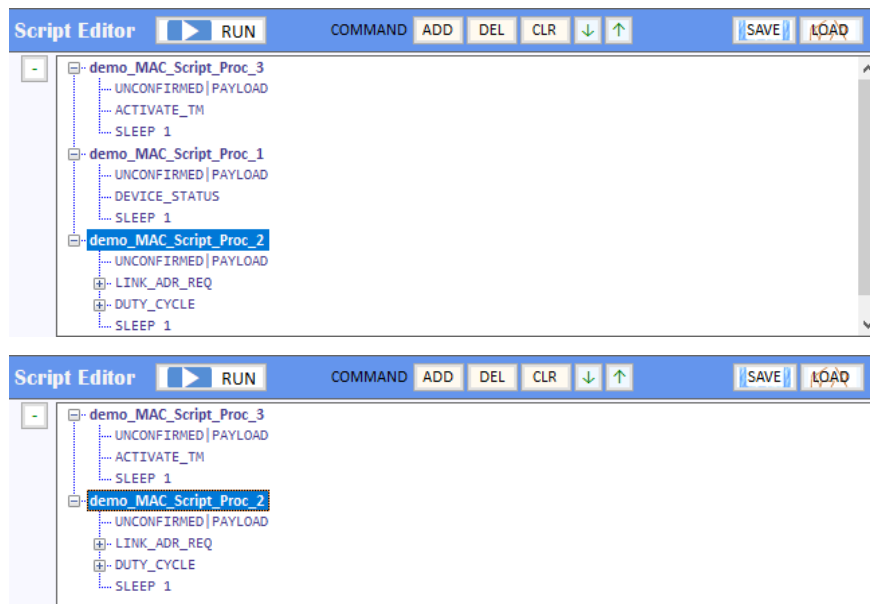 Script Editor RUN COMMAND ADD DEL CLR ↓ ↑ SAVE LOAD
-
demo_MAC_Script_Proc_3
UNCONFIRMED|PAYLOAD
ACTIVATE_TM
SLEEP 1
demo_MAC_Script_Proc_1
UNCONFIRMED|PAYLOAD
DEVICE_STATUS
SLEEP 1
demo_MAC_Script_Proc_2
UNCONFIRMED|PAYLOAD
LINK_ADR_REQ
DUTY_CYCLE
SLEEP 1
Script Editor RUN COMMAND ADD DEL CLR ↓ ↑ SAVE LOAD
-
demo_MAC_Script_Proc_3
UNCONFIRMED|PAYLOAD
ACTIVATE_TM
SLEEP 1
demo_MAC_Script_Proc_2
UNCONFIRMED|PAYLOAD
LINK_ADR_REQ
DUTY_CYCLE
SLEEP 1